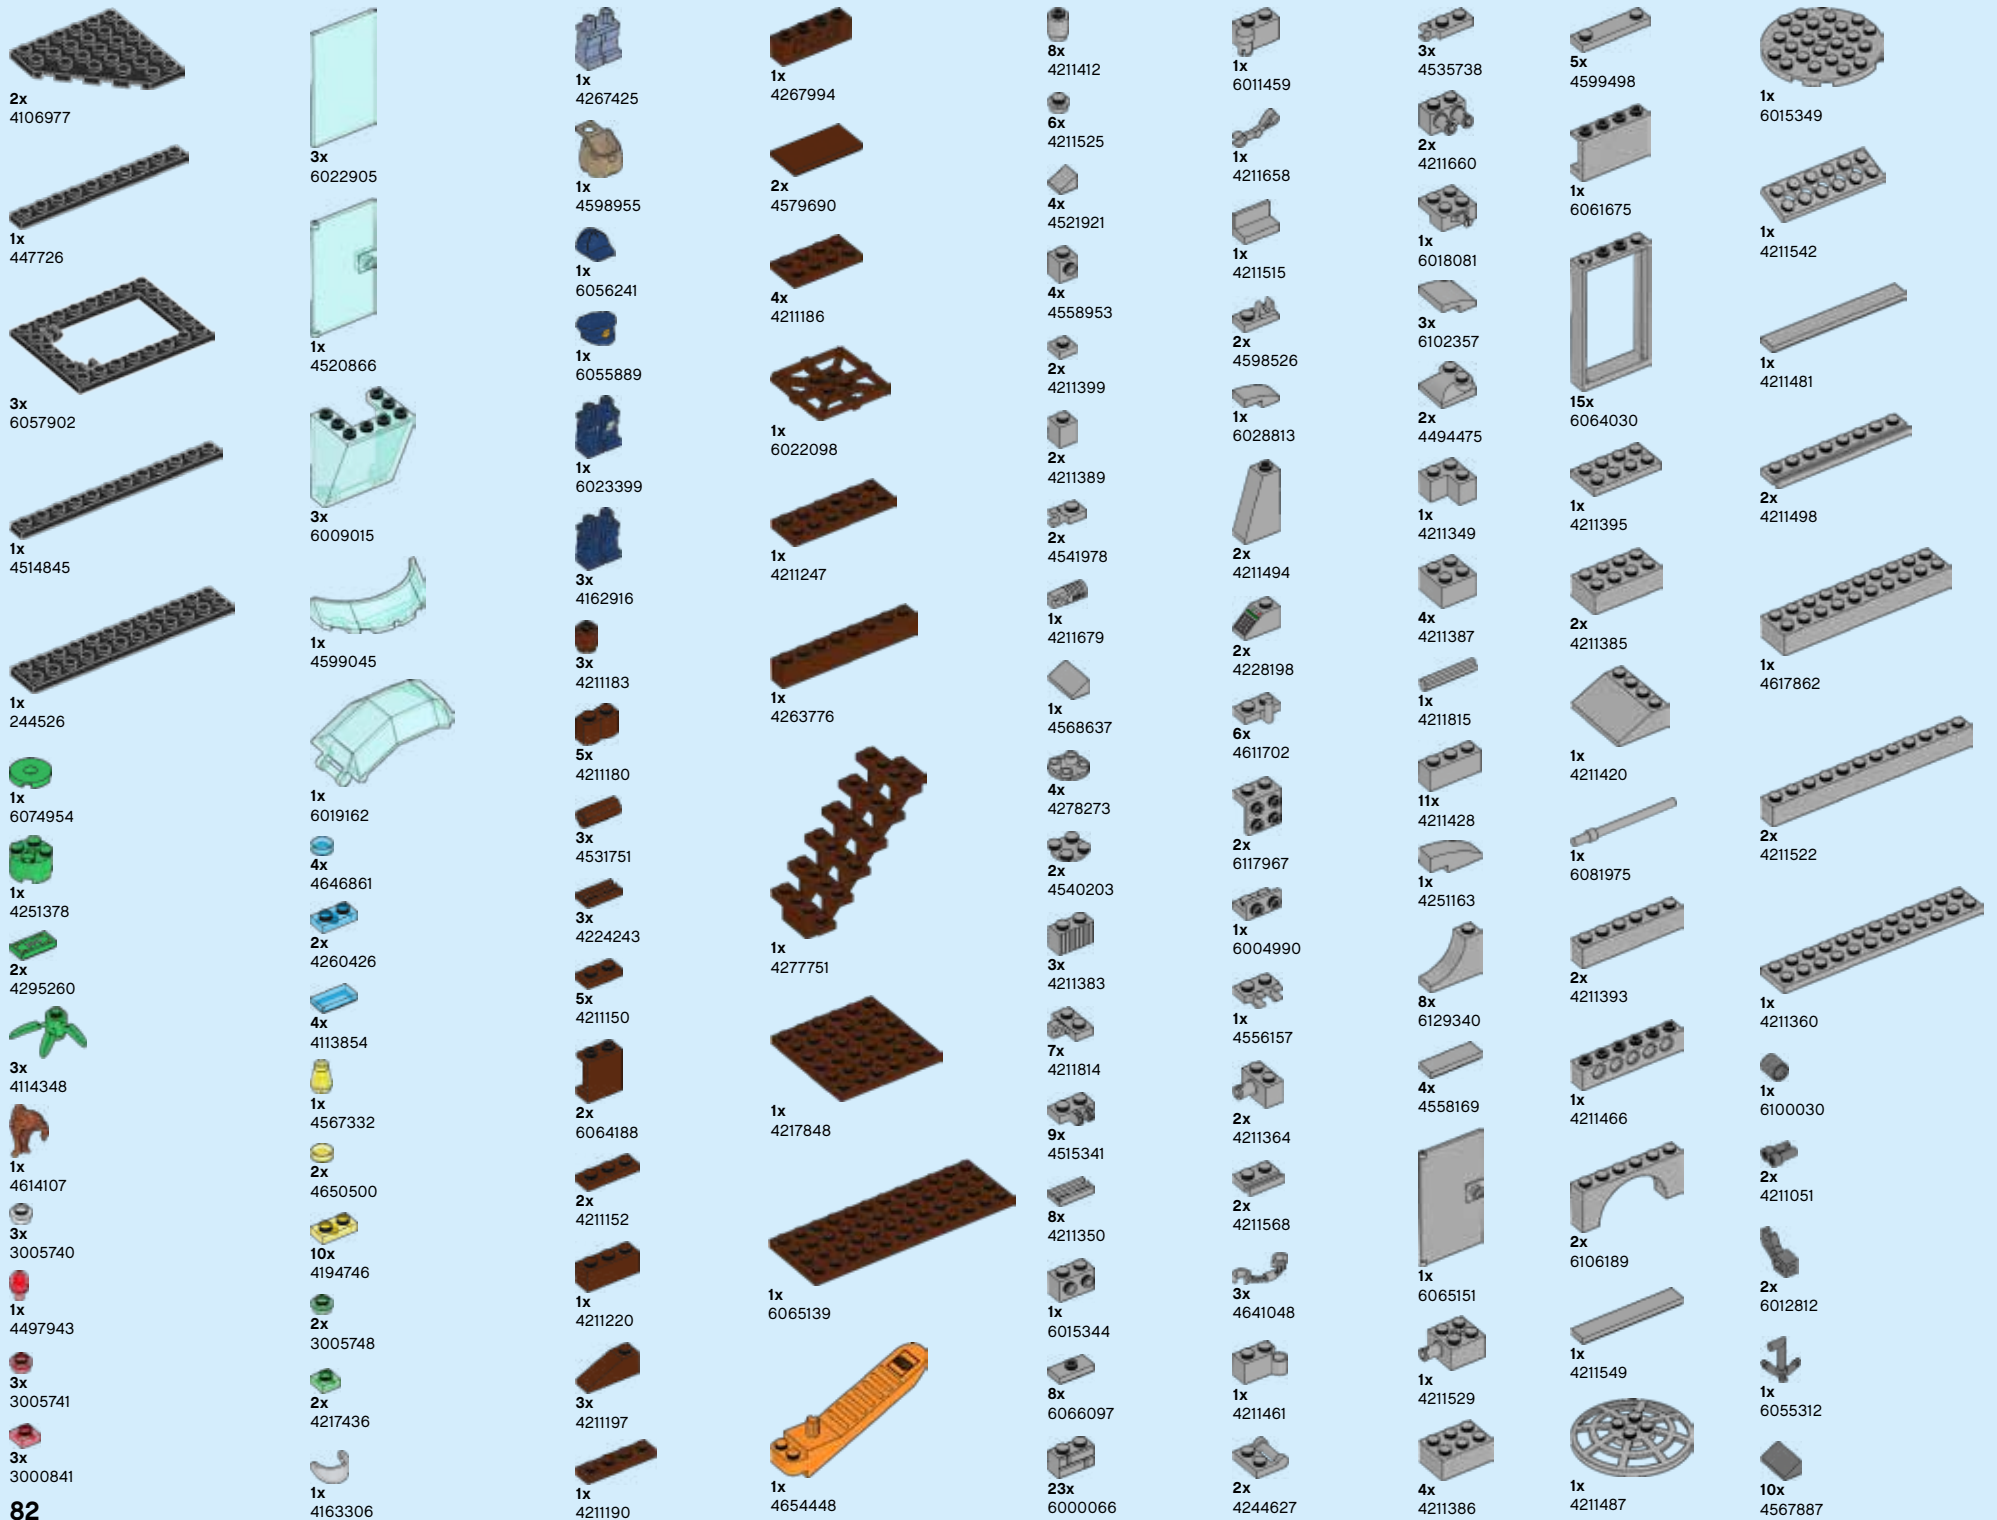 2x
4106977
1x
447726
3x
6057902
1x
4514845
1x
244526
1x
6074954
1x
4251378
2x
4295260
3x
4114348
1x
4614107
3x
3005740
1x
4497943
3x
3005741
3x
3000841
82
3x
6022905
1x
4520866
3x
6009015
1x
4599045
1x
6019162
4x
4646861
2x
4260426
4x
4113854
1x
4567332
2x
4650500
10x
4194746
2x
3005748
2x
4217436
1x
4163306
1x
4267425
1x
4598955
1x
6056241
1x
6055889
1x
6023399
3x
4162916
3x
4211183
5x
4211180
3x
4531751
3x
4224243
5x
4211150
2x
6064188
2x
4211152
1x
4211220
3x
4211197
1x
4211190
1x
4267994
2x
4579690
4x
4211186
1x
6022098
1x
4211247
1x
4263776
1x
4277751
1x
4217848
1x
6065139
1x
4654448
8x
4211412
6x
4211525
4x
4521921
4x
4558953
2x
4211399
2x
4211389
2x
4541978
1x
4211679
1x
4568637
4x
4278273
2x
4540203
3x
4211383
7x
4211814
9x
4515341
8x
4211350
1x
6015344
8x
6066097
23x
6000066
1x
6011459
1x
4211658
1x
4211515
2x
4598526
1x
6028813
2x
4211494
2x
4228198
6x
4611702
2x
6117967
1x
6004990
1x
4556157
2x
4211364
2x
4211568
3x
4641048
1x
4211461
2x
4244627
3x
4535738
2x
4211660
1x
6018081
3x
6102357
2x
4494475
1x
4211349
4x
4211387
1x
4211815
11x
4211428
1x
4251163
8x
6129340
4x
4558169
1x
6065151
1x
4211529
4x
4211386
5x
4599498
1x
6061675
15x
6064030
1x
4211395
2x
4211385
1x
4211420
1x
6081975
2x
4211393
1x
4211466
2x
6106189
1x
4211549
1x
4211487
1x
6015349
1x
4211542
1x
4211481
2x
4211498
1x
4617862
2x
4211522
1x
4211360
1x
6100030
2x
4211051
2x
6012812
1x
6055312
10x
4567887